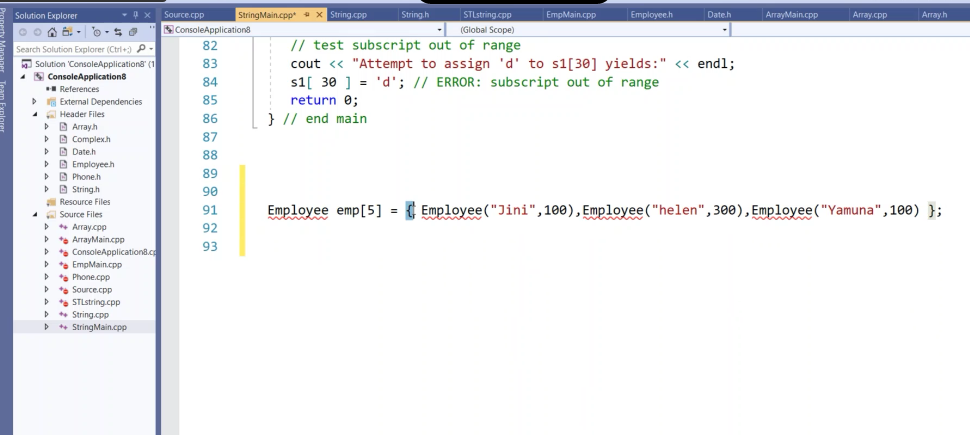 Property Manager Team Explorer
Solution Explorer
Search Solution Explorer (Ctrl+;)
Solution 'ConsoleApplication8' (1
ConsoleApplication8
References
External Dependencies
Header Files
Array.h
Complex.h
Date.h
Employee.h
Phone.h
String.h
Resource Files
Source Files
Array.cpp
ArrayMain.cpp
ConsoleApplication8.cp
EmpMain.cpp
Phone.cpp
Source.cpp
STLstring.cpp
String.cpp
StringMain.cpp
Source.cpp StringMain.cpp* String.cpp String.h STLstring.cpp EmpMain.cpp Employee.h Date.h ArrayMain.cpp Array.cpp Array.h
ConsoleApplication8 (Global Scope)
82 // test subscript out of range
83 cout << "Attempt to assign 'd' to s1[30] yields:" << endl;
84 s1[ 30 ] = 'd'; // ERROR: subscript out of range
85 return 0;
86 } // end main
87
88
89
90
91 Employee emp[5] = { Employee("Jini",100),Employee("helen",300),Employee("Yamuna",100) };
92
93